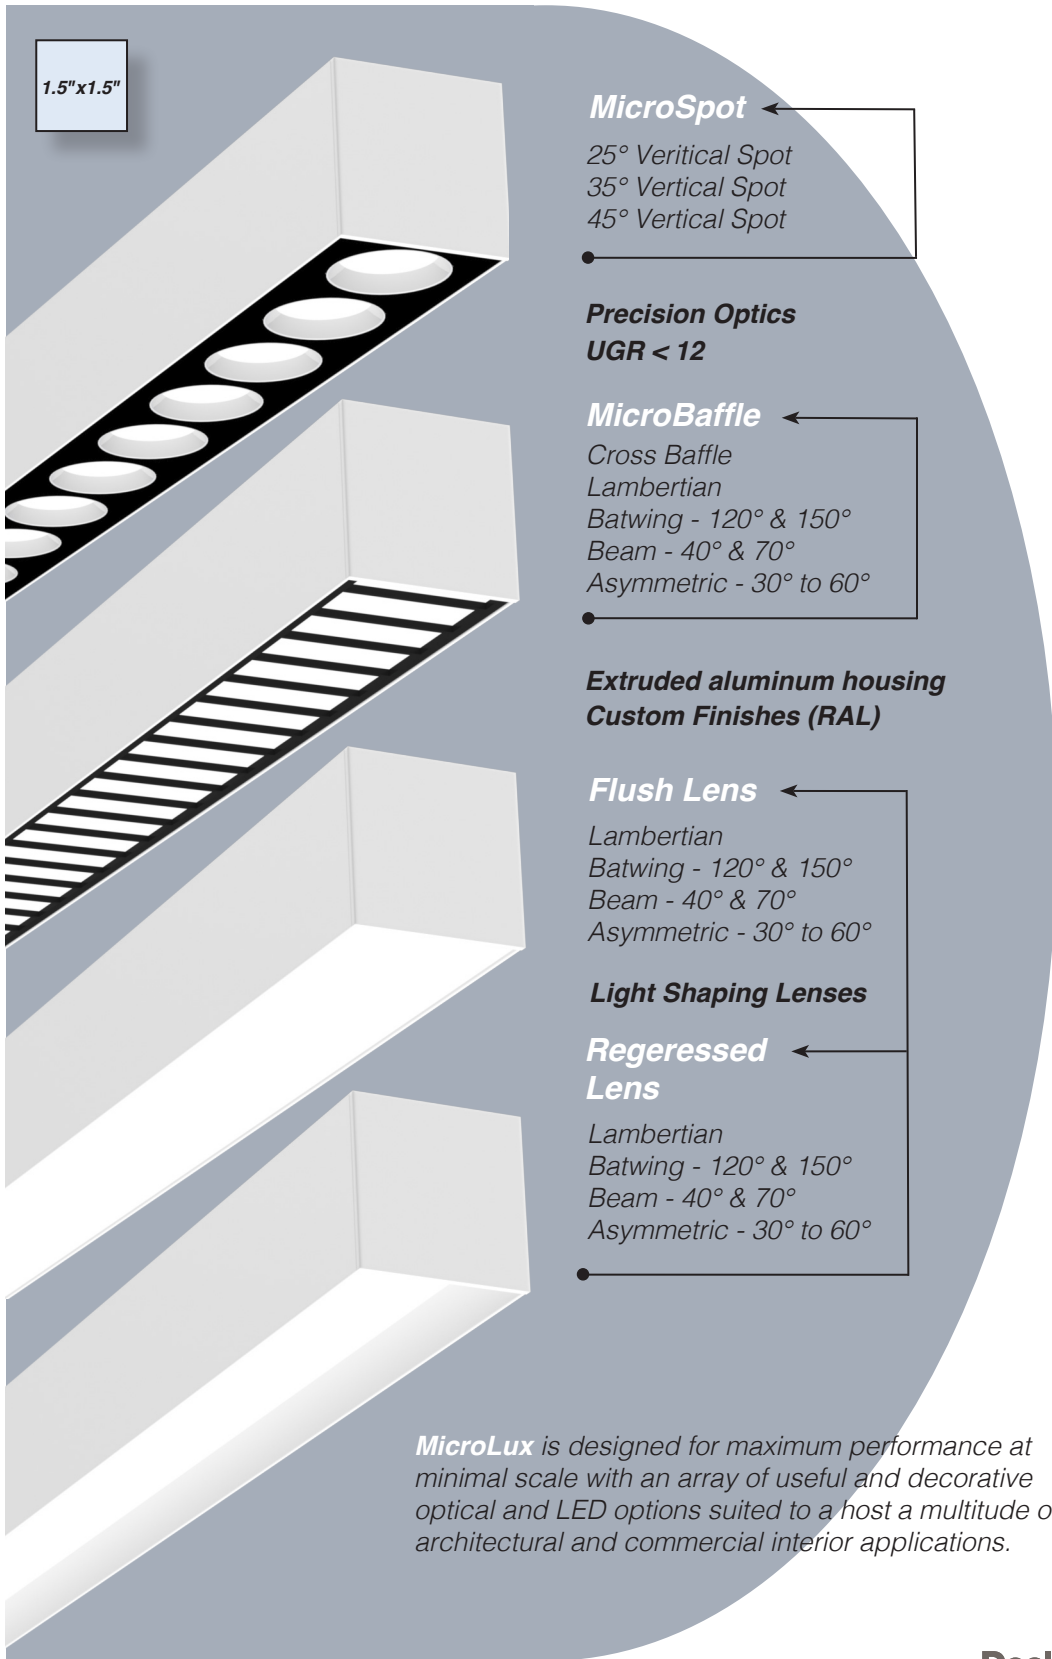 1.5"x1.5"
MicroSpot
25° Veritical Spot
35° Vertical Spot
45° Vertical Spot
Precision Optics
UGR < 12
MicroBaffle
Cross Baffle
Lambertian
Batwing - 120° & 150°
Beam - 40° & 70°
Asymmetric - 30° to 60°
Extruded aluminum housing
Custom Finishes (RAL)
Flush Lens
Lambertian
Batwing - 120° & 150°
Beam - 40° & 70°
Asymmetric - 30° to 60°
Light Shaping Lenses
Regeressed
Lens
Lambertian
Batwing - 120° & 150°
Beam - 40° & 70°
Asymmetric - 30° to 60°
MicroLux is designed for maximum performance at
minimal scale with an array of useful and decorative
optical and LED options suited to a host a multitude o
architectural and commercial interior applications.